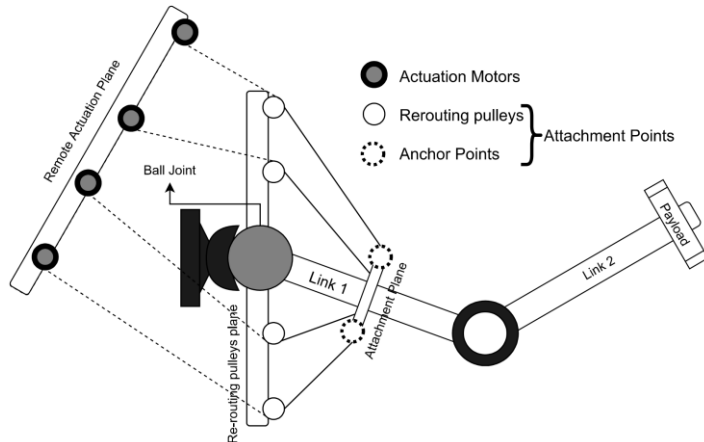 Remote Actuation Plane
Actuation Motors
Rerouting pulleys
Anchor Points
Attachment Points
Ball Joint
Link 1
Attachment Plane
Re-routing pulleys plane
Link 2
Payload